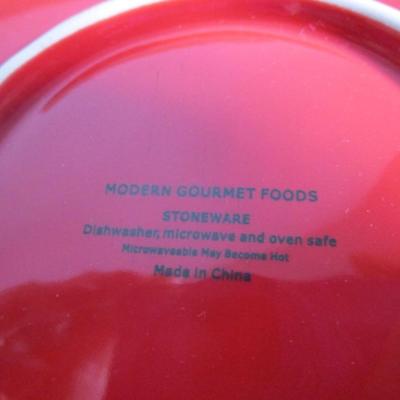 MODERN GOURMET FOODS
STONEWARE
Dishwasher, microwave and oven safe
Microwaveable May Become Hot
Made in China